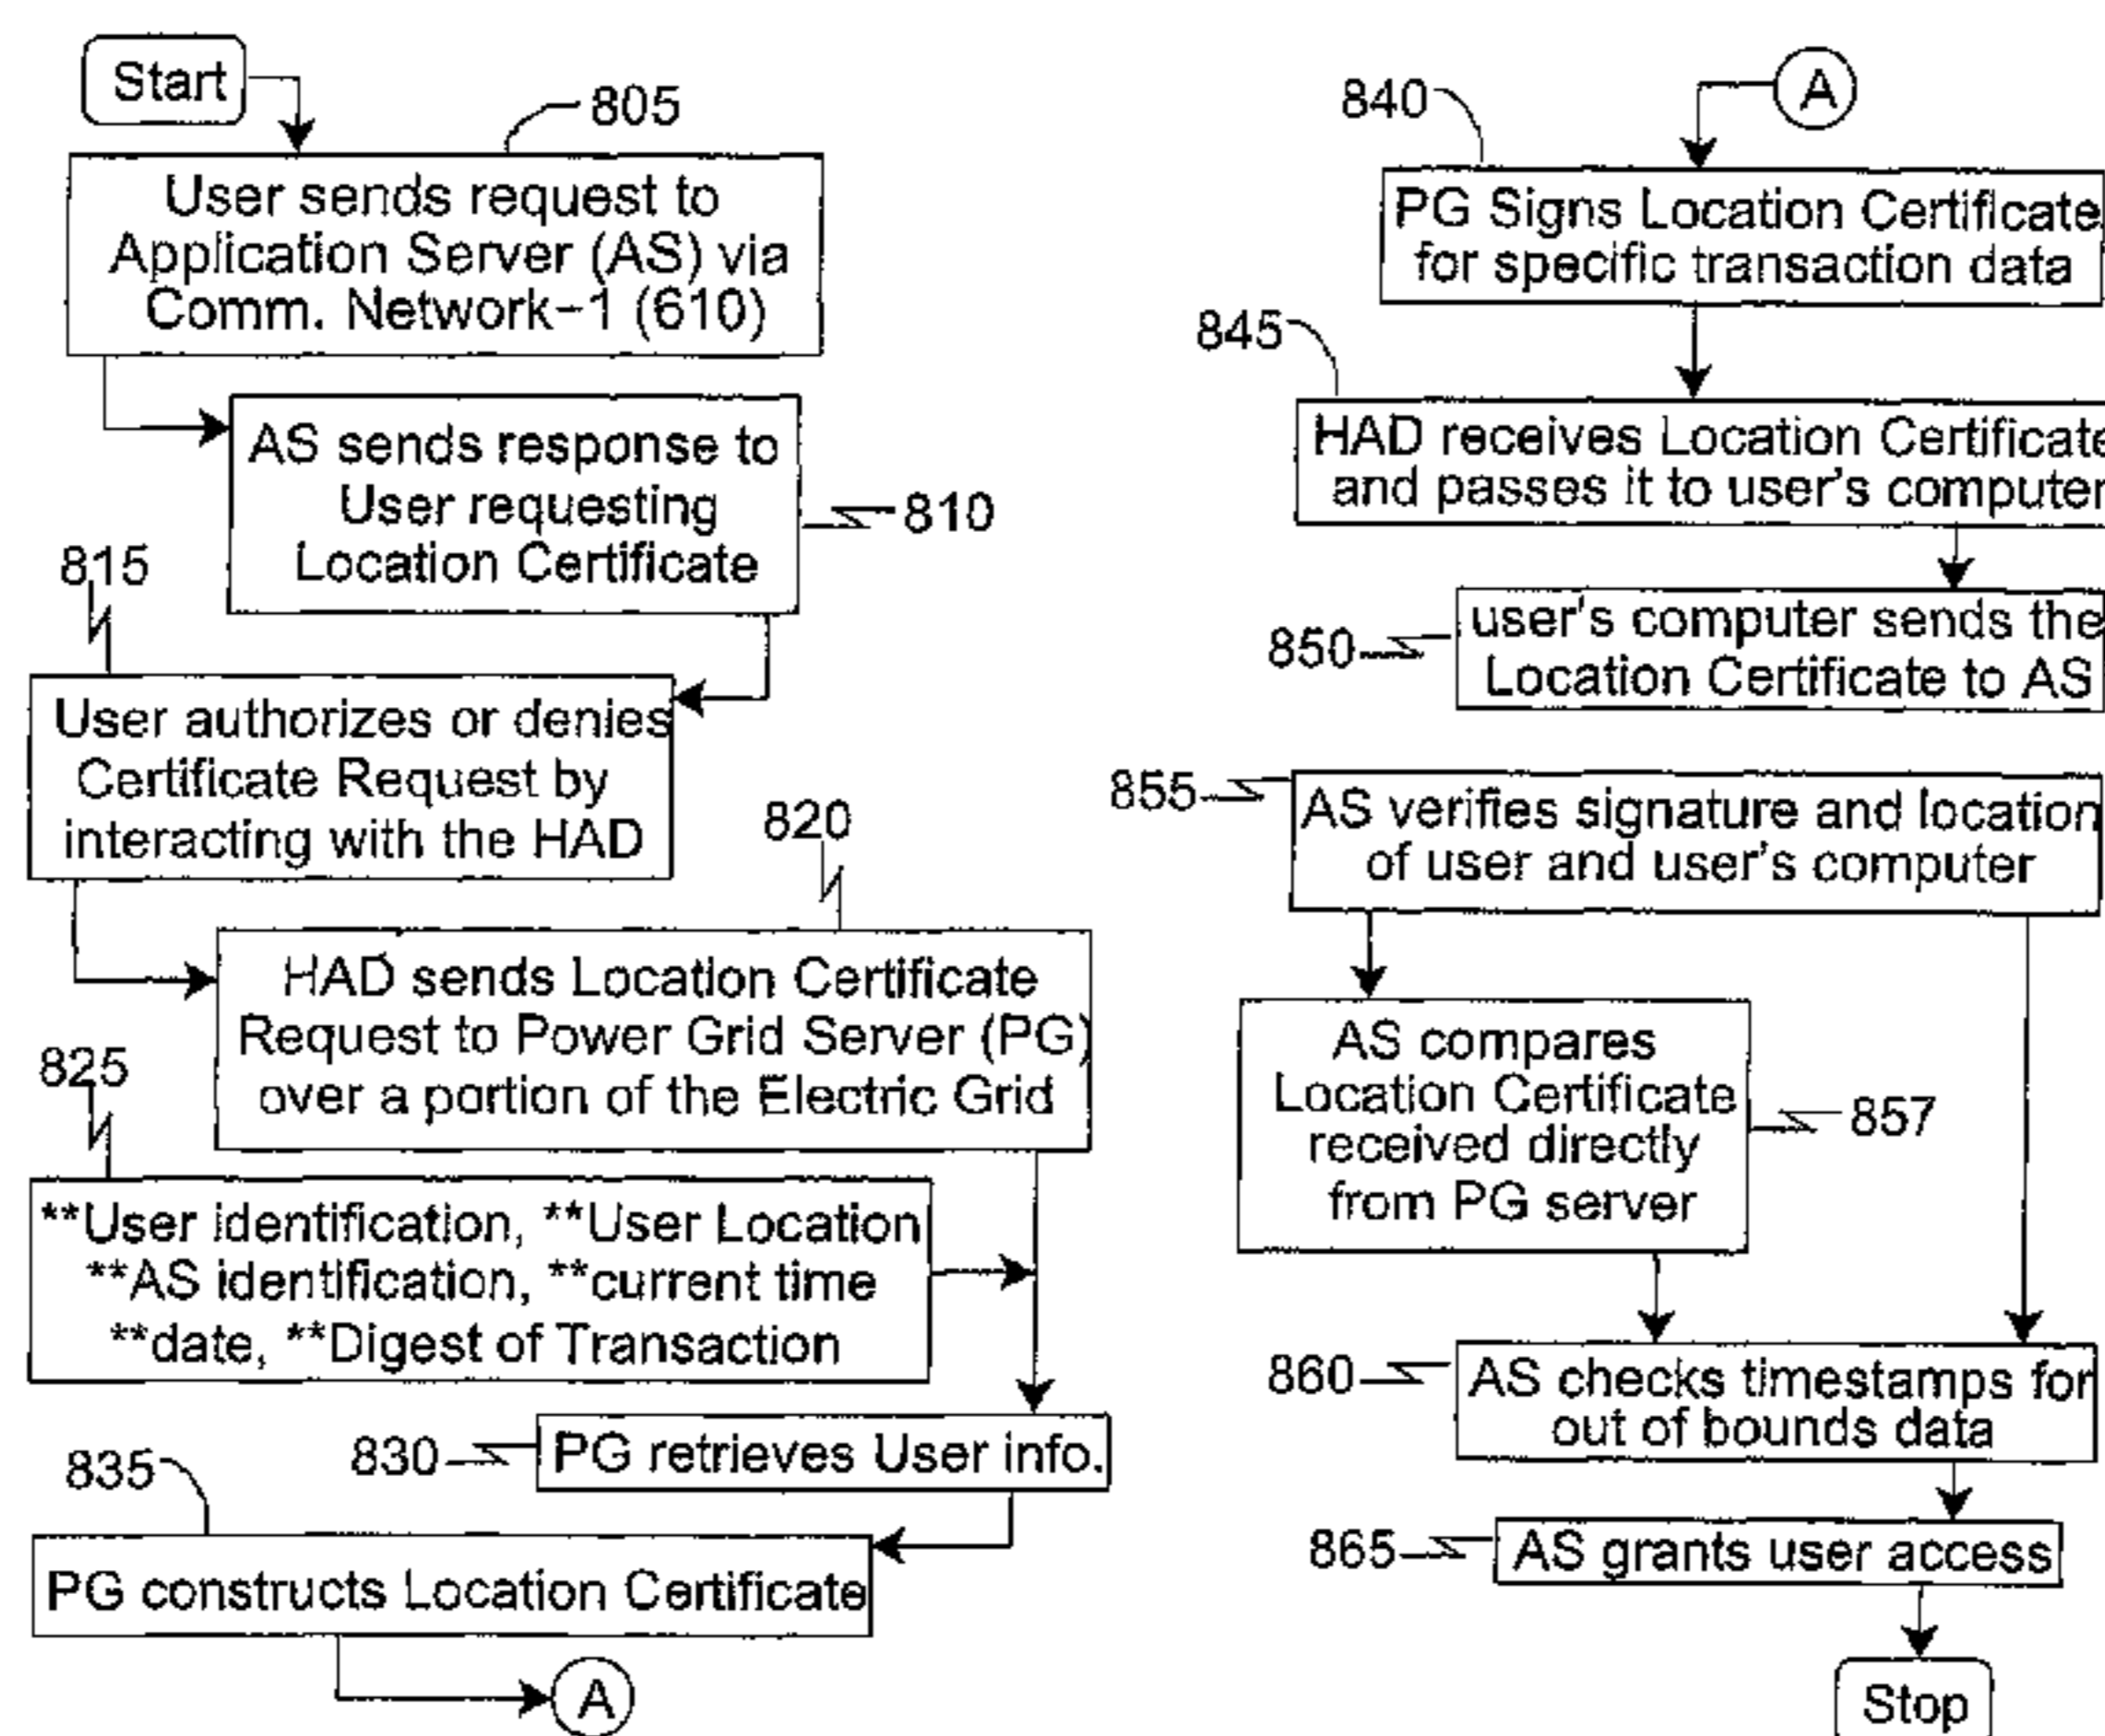 Start
805
User sends request to
Application Server (AS) via
Comm. Network-1 (610)
AS sends response to
User requesting
Location Certificate
810
815
User authorizes or denies
Certificate Request by
interacting with the HAD
820
HAD sends Location Certificate
Request to Power Grid Server (PG)
over a portion of the Electric Grid
825
**User identification, **User Location
**AS identification, **current time
**date, **Digest of Transaction
830
PG retrieves User info.
835
PG constructs Location Certificate
A
A
840
PG Signs Location Certificate
for specific transaction data
845
HAD receives Location Certificate
and passes it to user's computer
850
user's computer sends the
Location Certificate to AS
855
AS verifies signature and location
of user and user's computer
AS compares
Location Certificate
received directly
from PG server
857
860
AS checks timestamps for
out of bounds data
865
AS grants user access
Stop